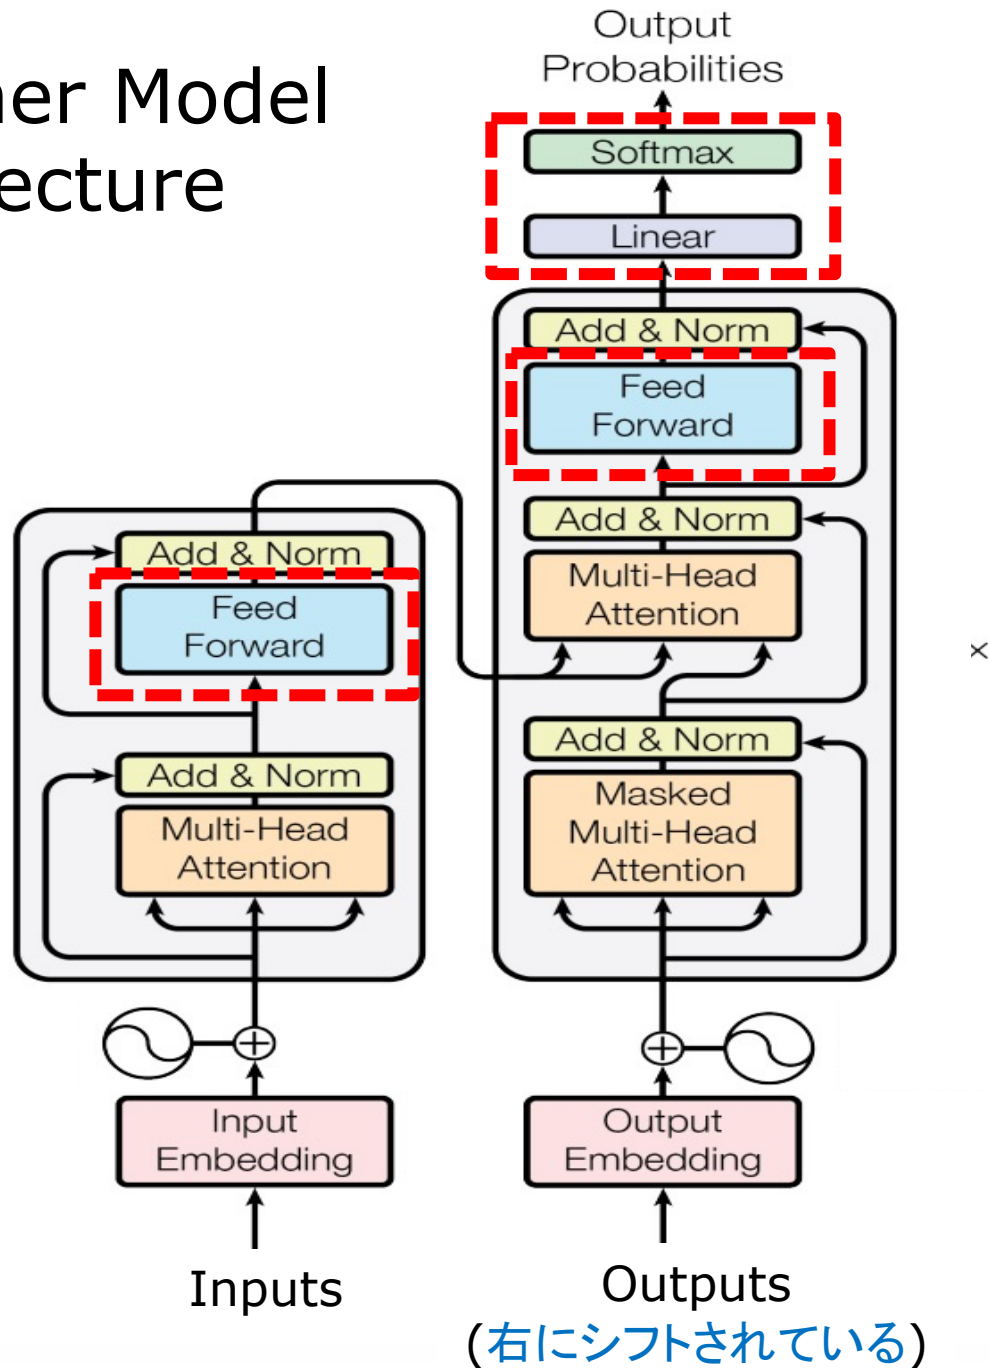 ner Model
ecture
Output
Probabilities
Softmax
Linear
Add & Norm
Feed
Forward
Add & Norm
Multi-Head
Attention
Add & Norm
Masked
Multi-Head
Attention
Add & Norm
Feed
Forward
Add & Norm
Multi-Head
Attention
Input
Embedding
Output
Embedding
Inputs
Outputs
(右にシフトされている)
x